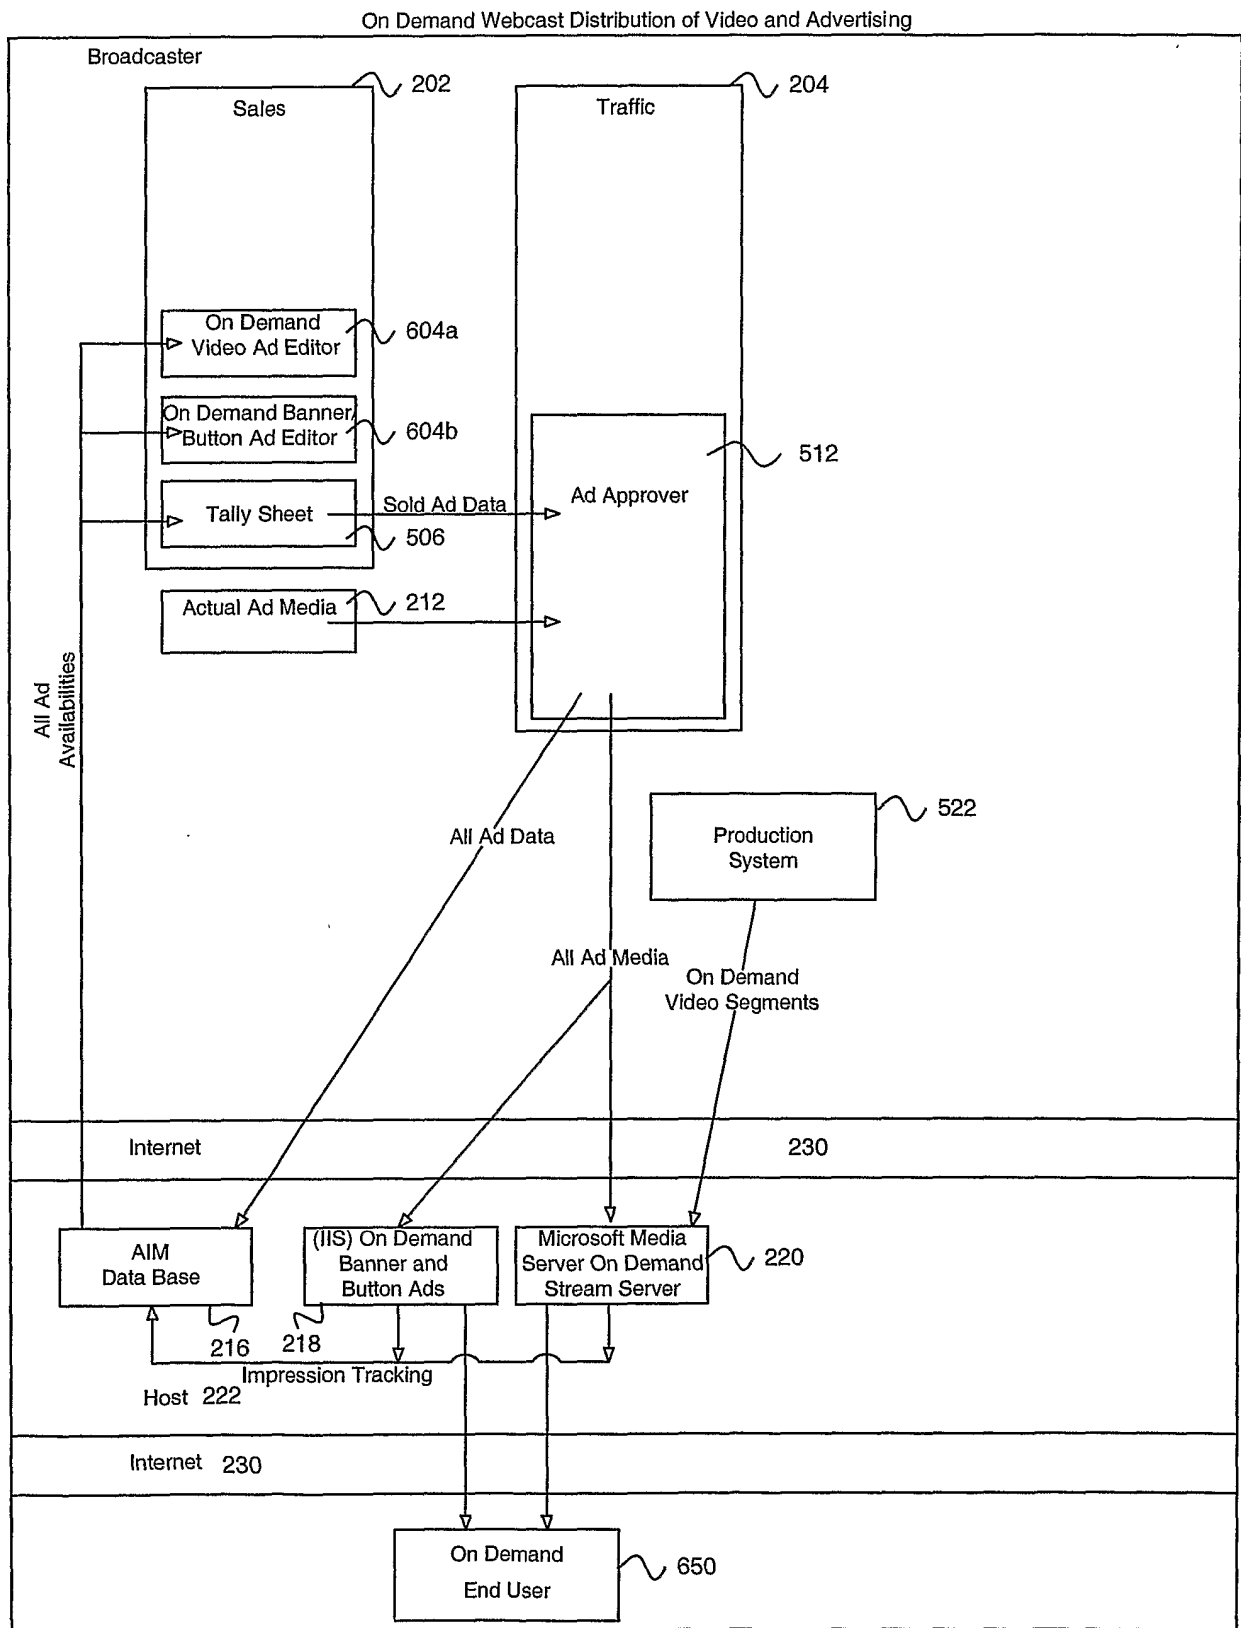 On Demand Webcast Distribution of Video and Advertising
Broadcaster
202
204
Sales
Traffic
On Demand
Video Ad Editor
604a
On Demand Banner/
Button Ad Editor
604b
512
Ad Approver
Tally Sheet
Sold Ad Data
506
Actual Ad Media
212
All Ad
Availabilities
522
Production
System
All Ad Data
All Ad Media
On Demand
Video Segments
Internet
230
AIM
Data Base
(IIS) On Demand
Banner and
Button Ads
Microsoft Media
Server On Demand
Stream Server
220
216
218
Impression Tracking
Host 222
Internet 230
On Demand
End User
650